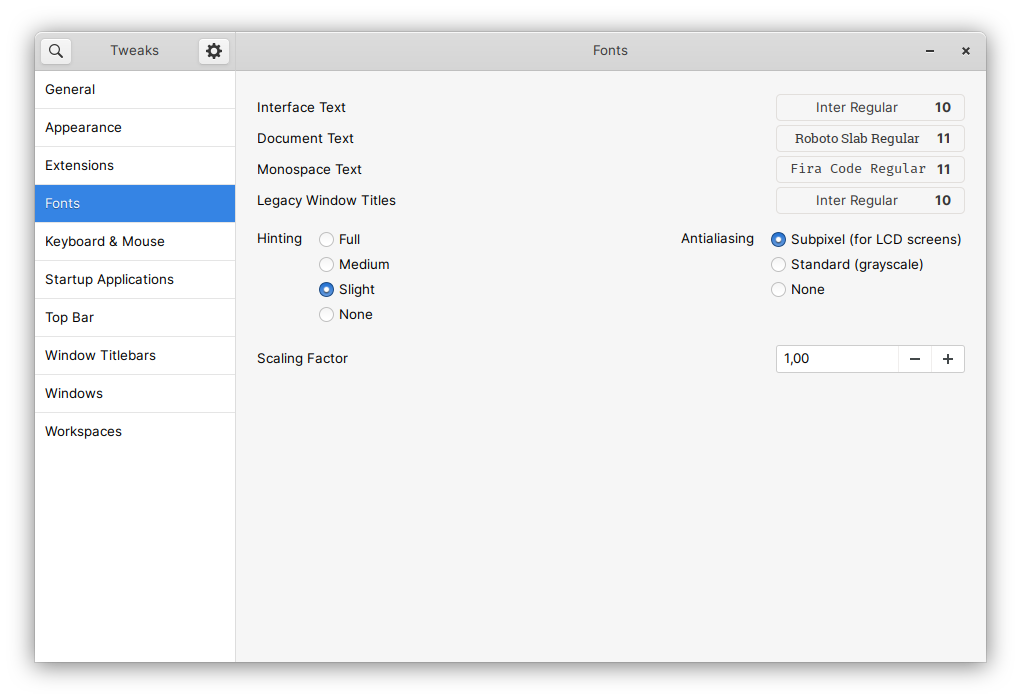 Tweaks
Fonts
General
Appearance
Extensions
Fonts
Keyboard & Mouse
Startup Applications
Top Bar
Window Titlebars
Windows
Workspaces
Interface Text Inter Regular 10
Document Text Roboto Slab Regular 11
Monospace Text Fira Code Regular 11
Legacy Window Titles Inter Regular 10
Hinting Full
Medium
Slight
None
Antialiasing Subpixel (for LCD screens)
Standard (grayscale)
None
Scaling Factor 1,00